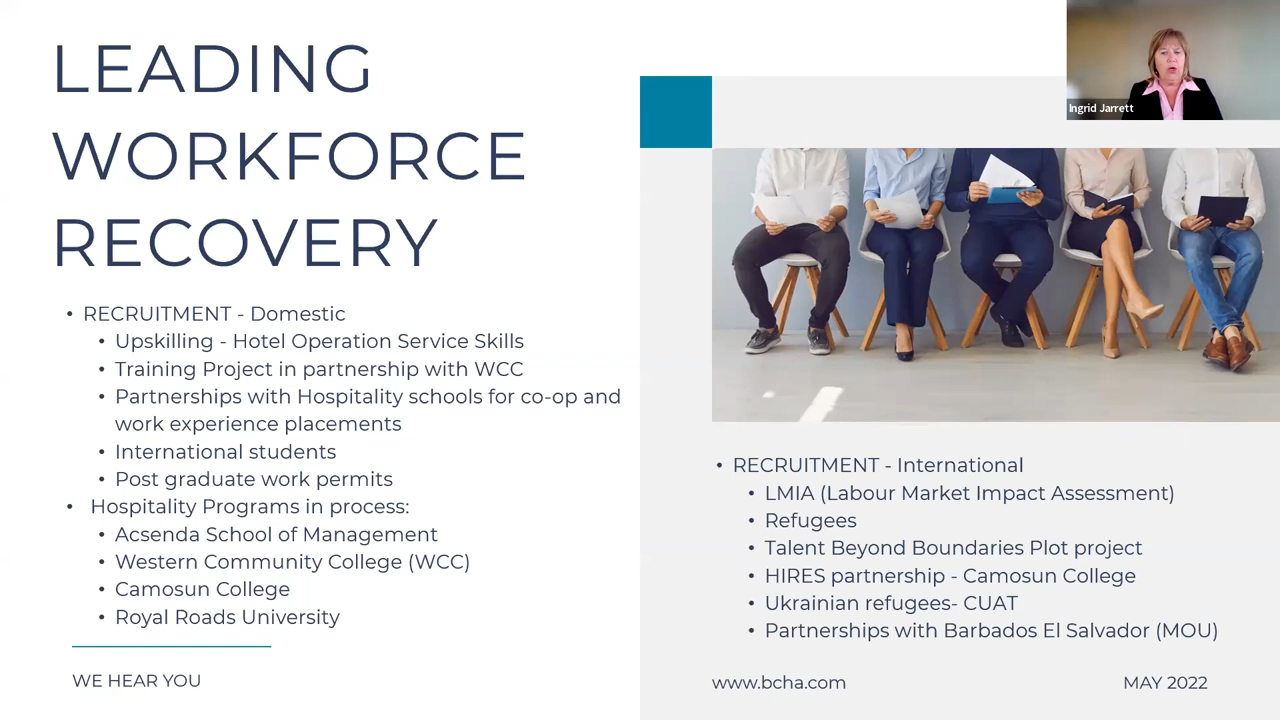 LEADING
WORKFORCE
RECOVERY
• RECRUITMENT - Domestic
• Upskilling - Hotel Operation Service Skills
• Training Project in partnership with WCC
• Partnerships with Hospitality schools for co-op and
work experience placements
• International students
• Post graduate work permits
• Hospitality Programs in process:
• Acsenda School of Management
• Western Community College (WCC)
• Camosun College
• Royal Roads University
WE HEAR YOU
Ingrid Jarrett
• RECRUITMENT - International
• LMIA (Labour Market Impact Assessment)
• Refugees
• Talent Beyond Boundaries Plot project
• HIRES partnership - Camosun College
• Ukrainian refugees- CUAT
• Partnerships with Barbados El Salvador (MOU)
www.bcha.com
MAY 2022